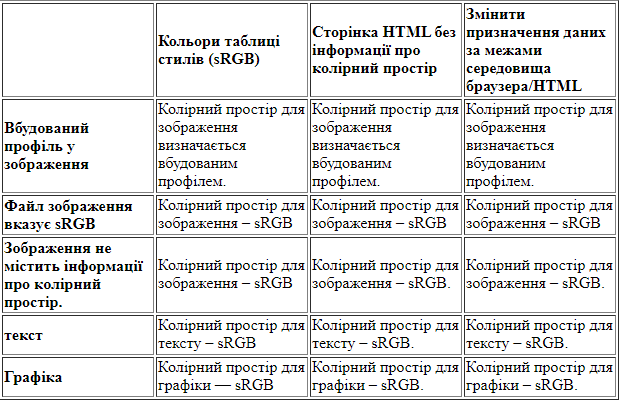 Кольори таблиці
стилів (sRGB)
Сторінка HTML без
інформації про
колірний простір
Змінити
призначення даних
за межами
середовища
браузера/HTML
Вбудований
профіль у
зображення
Колірний простір для
зображення
визначається
вбудованим
профілем.
Колірний простір для
зображення
визначається
вбудованим
профілем.
Колірний простір для
зображення
визначається
вбудованим
профілем.
Файл зображення
вказує sRGB
Колірний простір для
зображення – sRGB
Колірний простір для
зображення – sRGB
Колірний простір для
зображення – sRGB
Зображення не
містить інформації
про колірний
простір.
Колірний простір для
зображення – sRGB
Колірний простір для
зображення – sRGB.
Колірний простір для
зображення – sRGB.
текст
Колірний простір для
тексту – sRGB
Колірний простір для
тексту – sRGB.
Колірний простір для
тексту – sRGB.
Графіка
Колірний простір для
графіки — sRGB
Колірний простір для
графіки – sRGB.
Колірний простір для
графіки – sRGB.